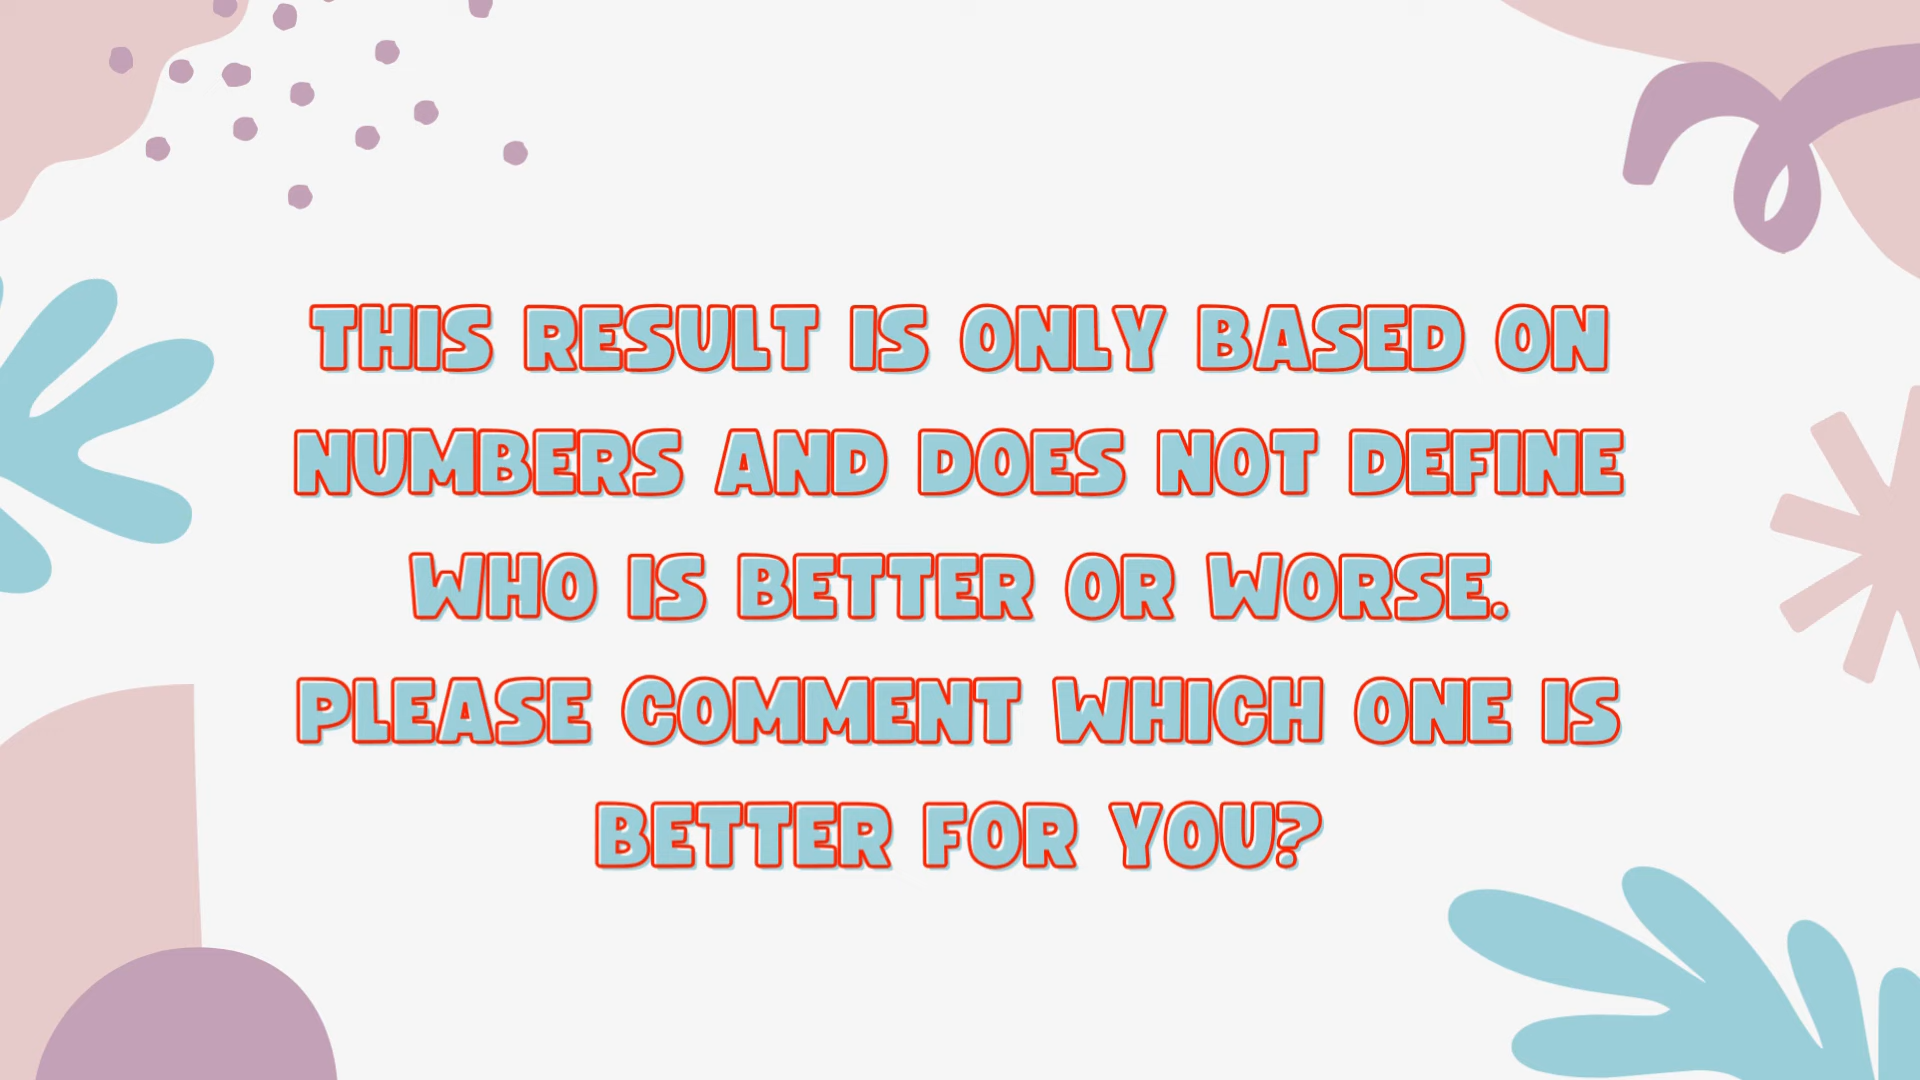 THIS RESULT IS ONLY BASED ON
NUMBERS AND DOES NOT DEFINE
WHO IS BETTER OR WORSE.
PLEASE COMMENT WHICH ONE IS
BETTER FOR YOU?